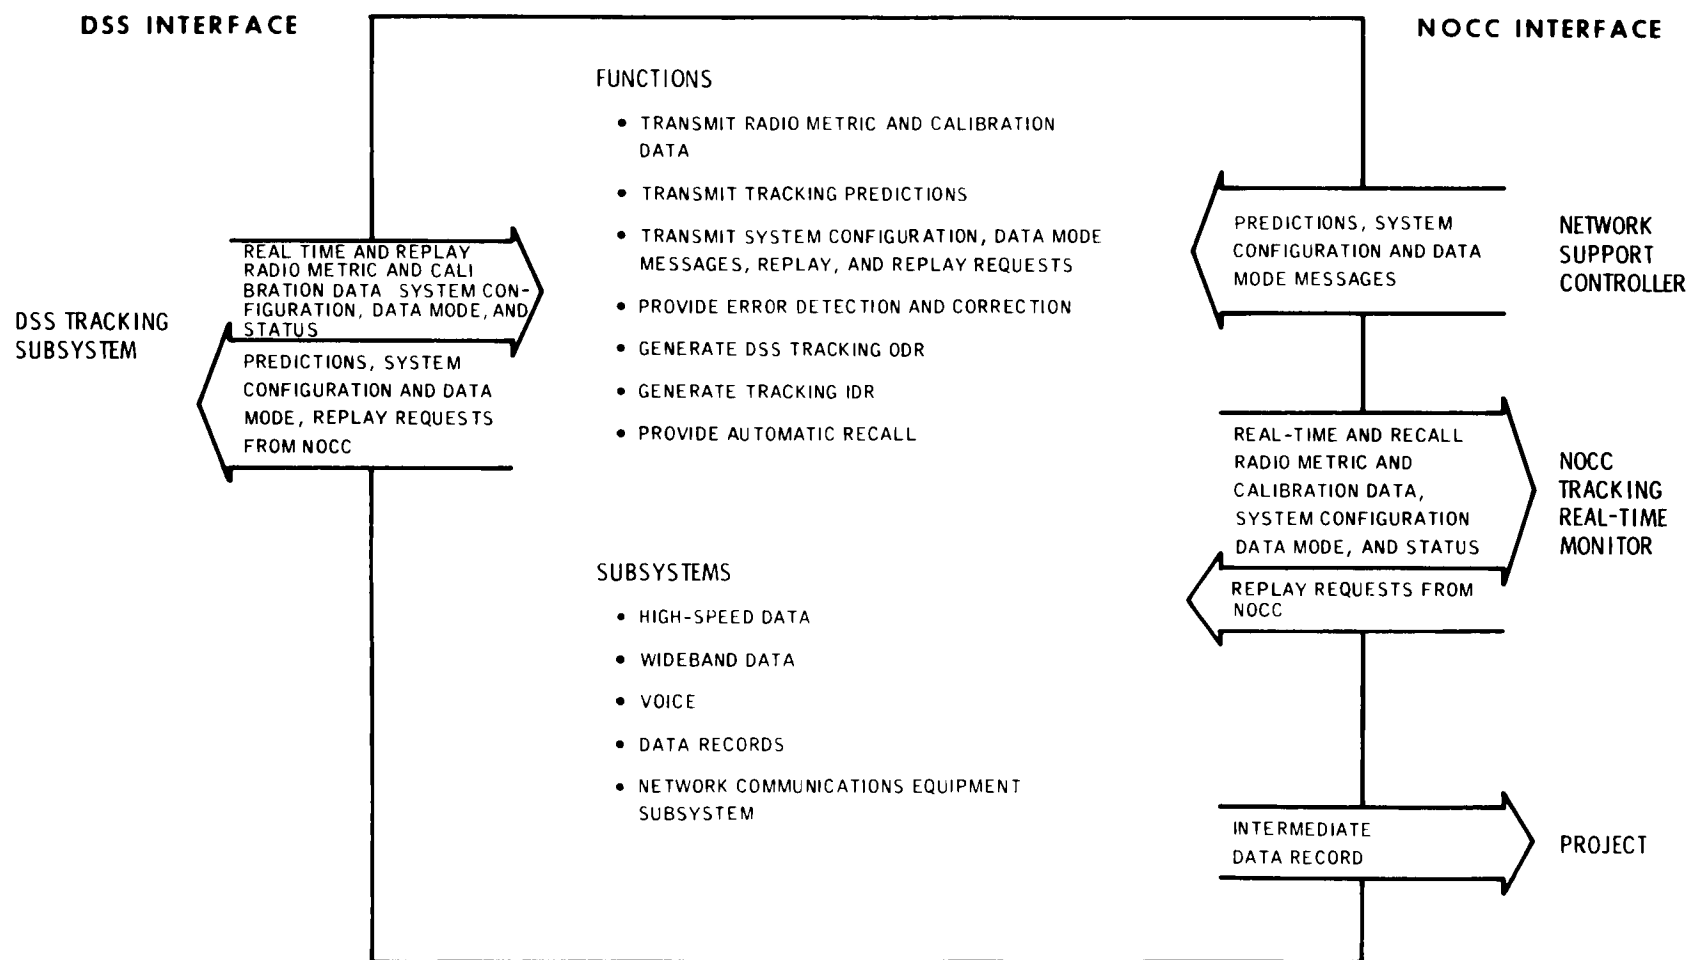 DSS INTERFACE
NOCC INTERFACE
FUNCTIONS
• TRANSMIT RADIO METRIC AND CALIBRATION
DATA
• TRANSMIT TRACKING PREDICTIONS
• TRANSMIT SYSTEM CONFIGURATION, DATA MODE
MESSAGES, REPLAY, AND REPLAY REQUESTS
• PROVIDE ERROR DETECTION AND CORRECTION
• GENERATE DSS TRACKING ODR
• GENERATE TRACKING IDR
• PROVIDE AUTOMATIC RECALL
SUBSYSTEMS
• HIGH-SPEED DATA
• WIDEBAND DATA
• VOICE
• DATA RECORDS
• NETWORK COMMUNICATIONS EQUIPMENT
SUBSYSTEM
DSS TRACKING
SUBSYSTEM
REAL TIME AND REPLAY
RADIO METRIC AND CALI
BRATION DATA SYSTEM CON-
FIGURATION, DATA MODE, AND
STATUS
PREDICTIONS, SYSTEM
CONFIGURATION AND DATA
MODE, REPLAY REQUESTS
FROM NOCC
PREDICTIONS, SYSTEM
CONFIGURATION AND DATA
MODE MESSAGES
NETWORK
SUPPORT
CONTROLLER
REAL-TIME AND RECALL
RADIO METRIC AND
CALIBRATION DATA,
SYSTEM CONFIGURATION
DATA MODE, AND STATUS
REPLAY REQUESTS FROM
NOCC
NOCC
TRACKING
REAL-TIME
MONITOR
INTERMEDIATE
DATA RECORD
PROJECT